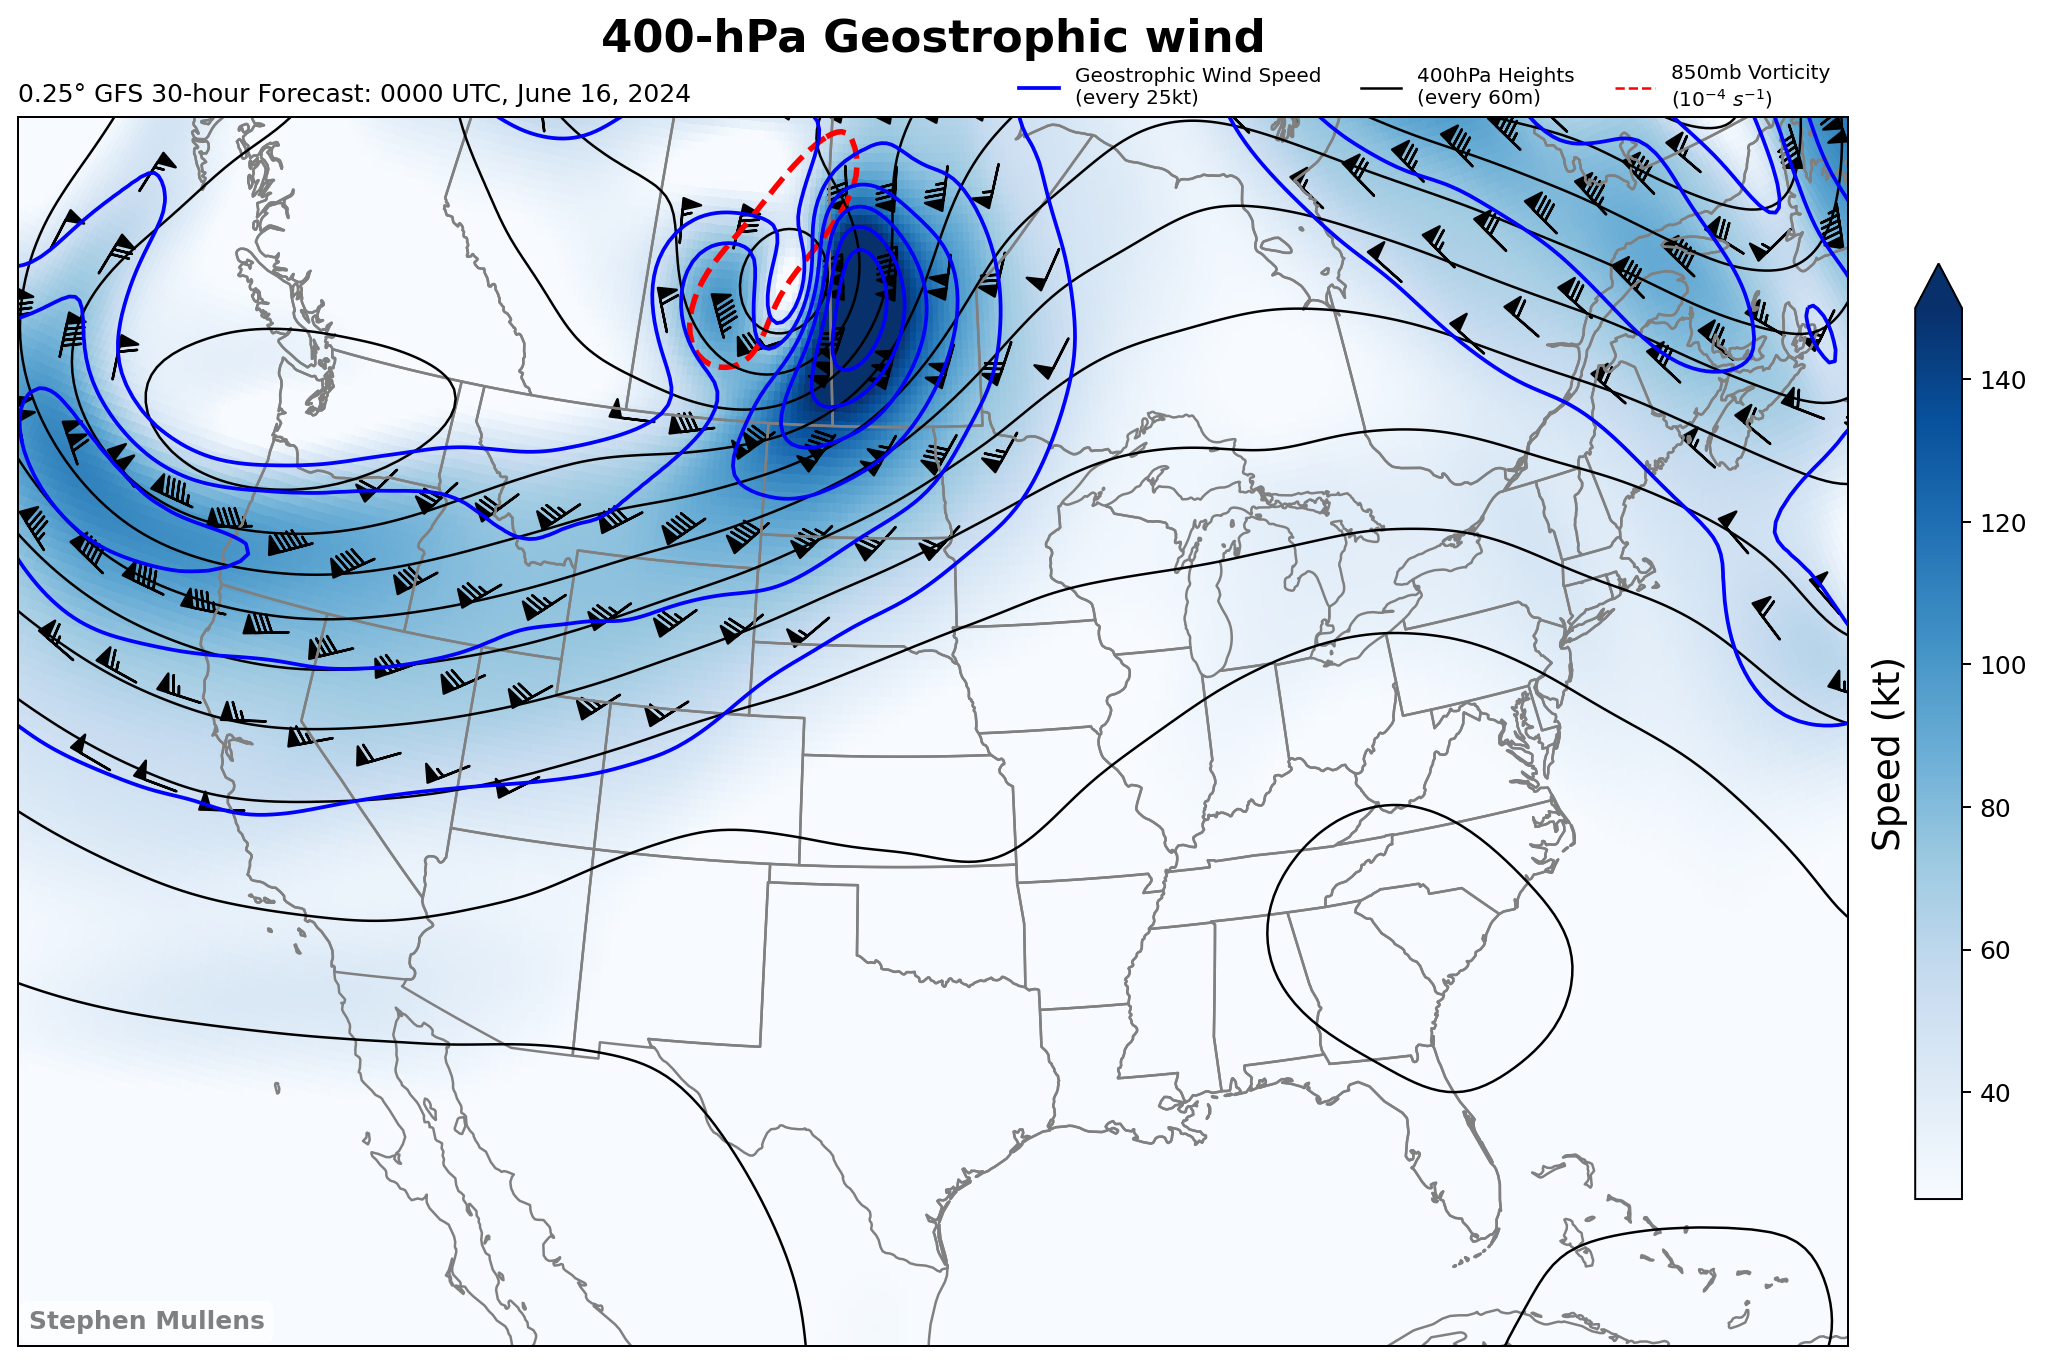 400-hPa Geostrophic wind
0.25° GFS 30-hour Forecast: 0000 UTC, June 16, 2024
Geostrophic Wind Speed
(every 25kt)
400hPa Heights
(every 60m)
850mb Vorticity
(10⁻⁴ s⁻¹)
140
120
100
80
60
40
Speed (kt)
Stephen Mullens